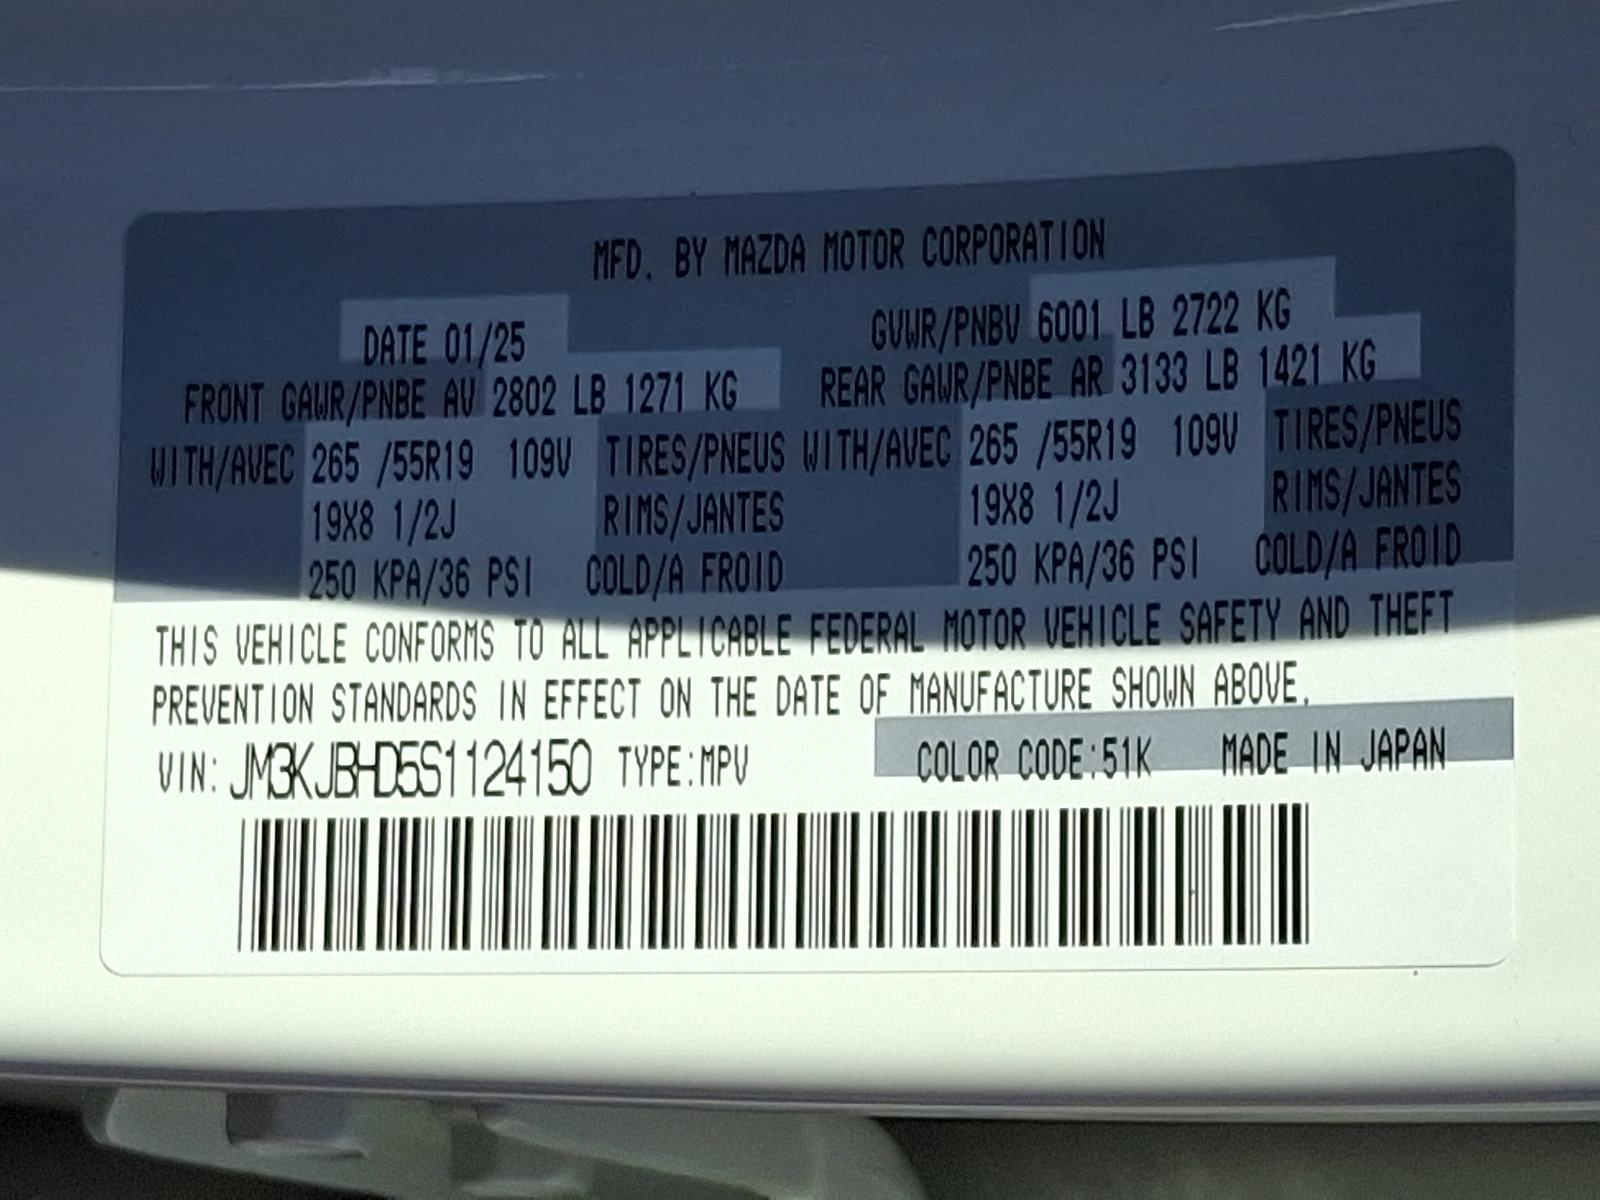 MFD. BY MAZDA MOTOR CORPORATION
DATE 01/25 GVWR/PNBV 6001 LB 2722 KG
FRONT GAWR/PNBE AV 2802 LB 1271 KG REAR GAWR/PNBE AR 3133 LB 1421 KG
WITH/AVEC 265 /55R19 109V TIRES/PNEUS WITH/AVEC 265 /55R19 109V TIRES/PNEUS
19X8 1/2J RIMS/JANTES 19X8 1/2J RIMS/JANTES
250 KPA/36 PSI COLD/A FROID 250 KPA/36 PSI COLD/A FROID
THIS VEHICLE CONFORMS TO ALL APPLICABLE FEDERAL MOTOR VEHICLE SAFETY AND THEFT
PREVENTION STANDARDS IN EFFECT ON THE DATE OF MANUFACTURE SHOWN ABOVE.
VIN: JM3KJBHD5S1124150 TYPE:MPV COLOR CODE:51K MADE IN JAPAN